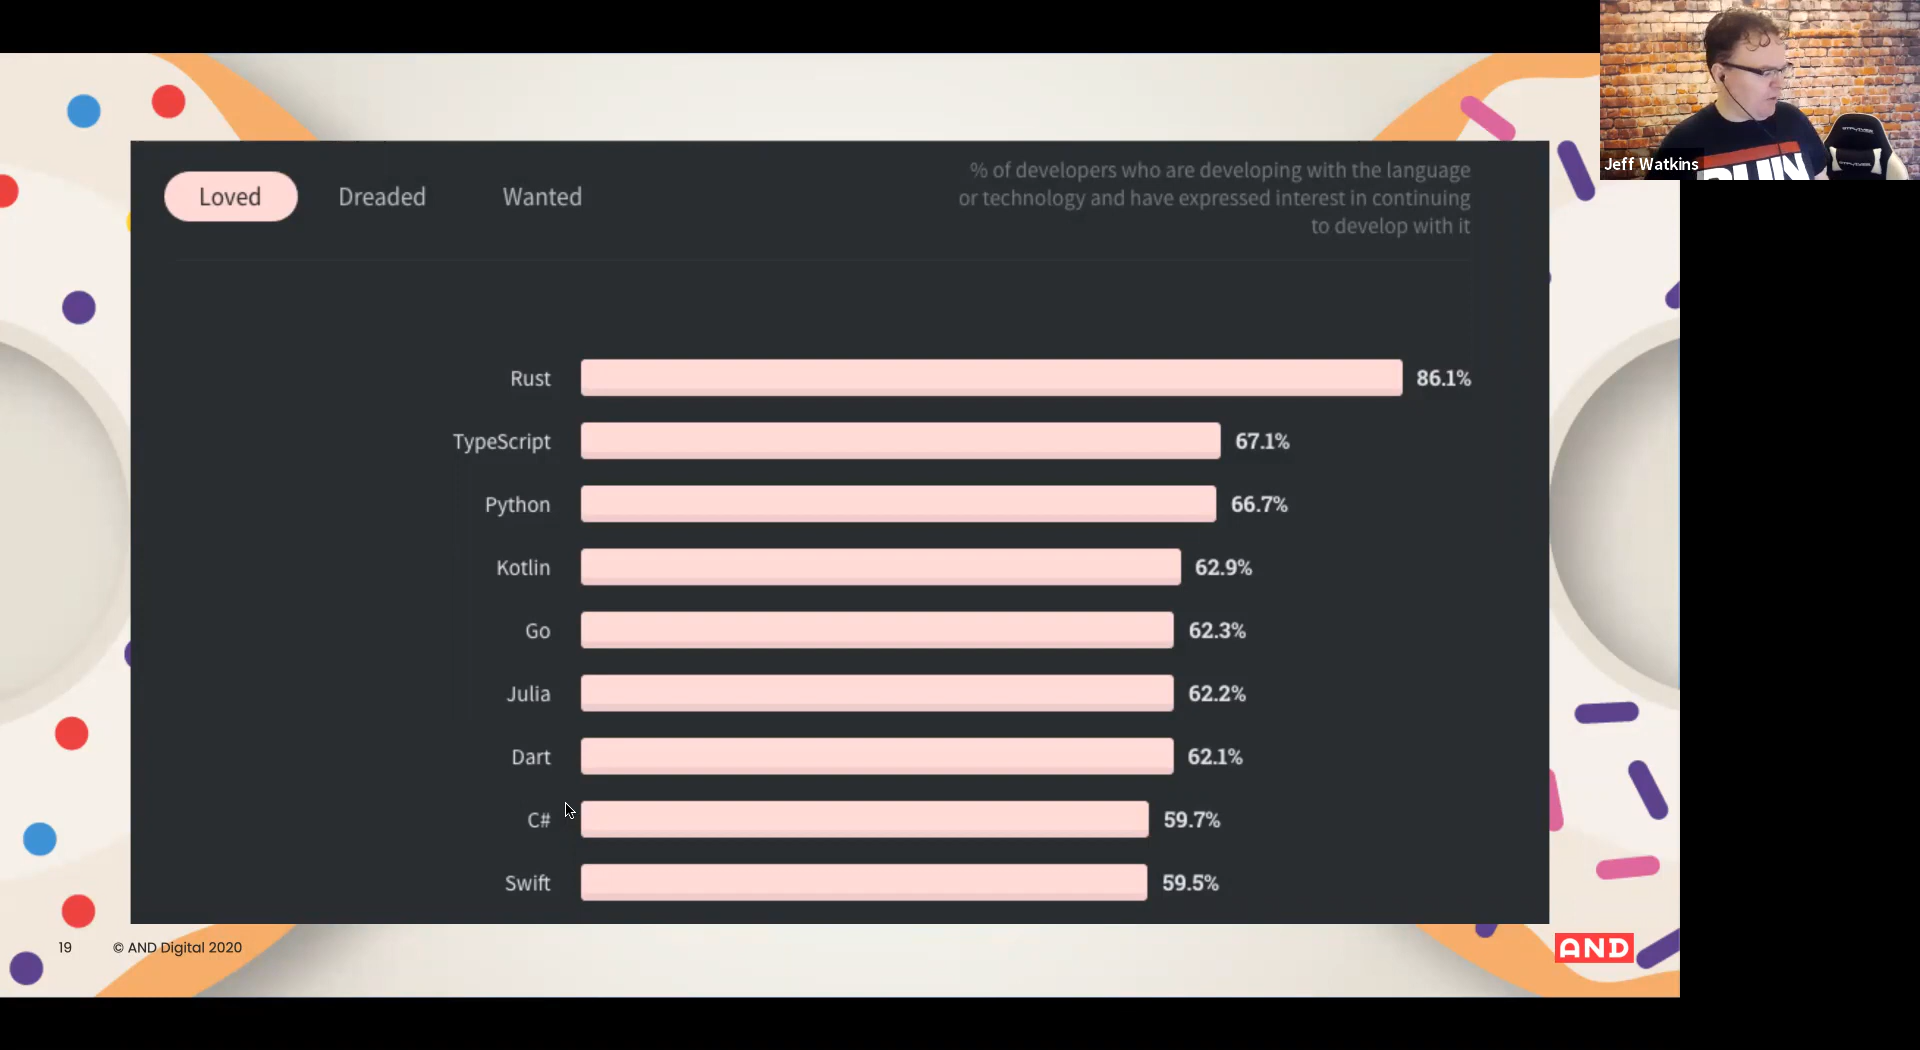 Loved
Dreaded
Wanted
% of developers who are developing with the language
or technology and have expressed interest in continuing
to develop with it
Rust 86.1%
TypeScript 67.1%
Python 66.7%
Kotlin 62.9%
Go 62.3%
Julia 62.2%
Dart 62.1%
C# 59.7%
Swift 59.5%
19
© AND Digital 2020
AND
Jeff Watkins